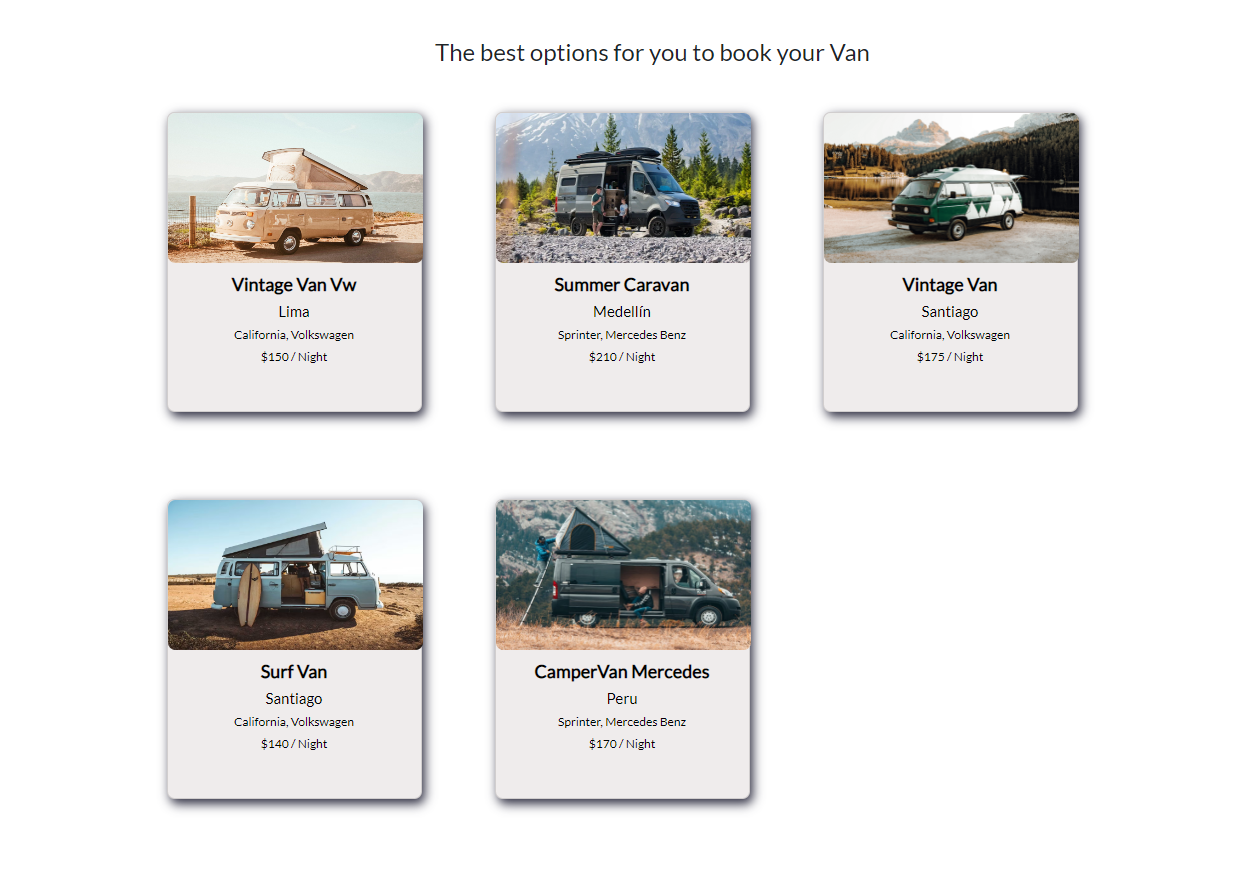 The best options for you to book your Van
Vintage Van Vw
Lima
California, Volkswagen
$150 / Night
Summer Caravan
Medellín
Sprinter, Mercedes Benz
$210 / Night
Vintage Van
Santiago
California, Volkswagen
$175 / Night
Surf Van
Santiago
California, Volkswagen
$140 / Night
CamperVan Mercedes
Peru
Sprinter, Mercedes Benz
$170 / Night